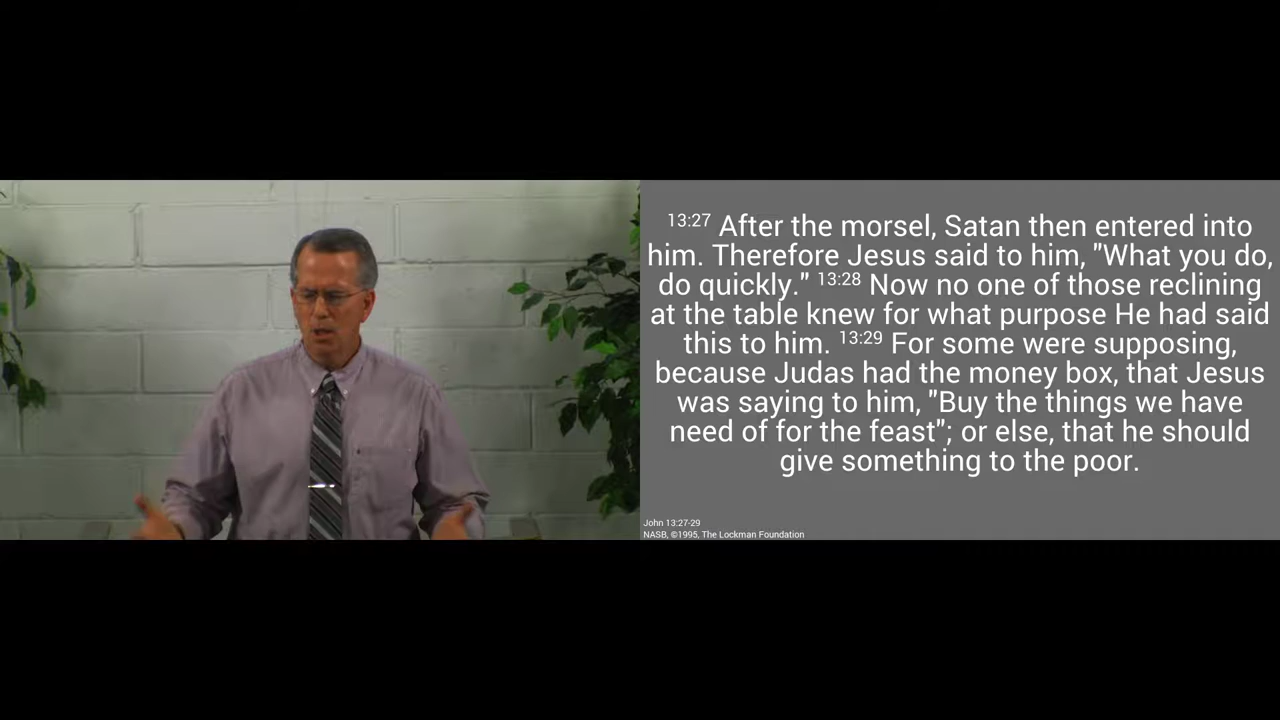 13:27 After the morsel, Satan then entered into
him. Therefore Jesus said to him, "What you do,
do quickly." 13:28 Now no one of those reclining
at the table knew for what purpose He had said
this to him. 13:29 For some were supposing,
because Judas had the money box, that Jesus
was saying to him, "Buy the things we have
need of for the feast"; or else, that he should
give something to the poor.
John 13:27-29
NASB, ©1995, The Lockman Foundation